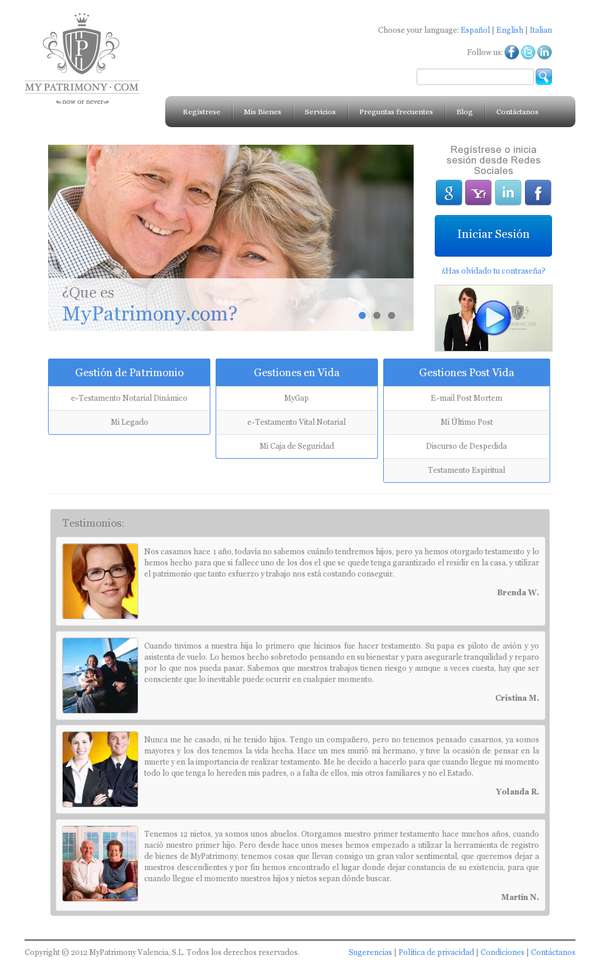 Choose your language: Español | English | Italian
Follow us:
P
MY PATRIMONY·COM
now or never
Regístrese Mis Bienes Servicios Preguntas frecuentes Blog Contáctanos
¿Que es
MyPatrimony.com?
Regístrese o inicia
sesión desde Redes
Sociales
Iniciar Sesión
¿Has olvidado tu contraseña?
Gestión de Patrimonio
e-Testamento Notarial Dinámico
Mi Legado
Gestiones en Vida
MyGap
e-Testamento Vital Notarial
Mi Caja de Seguridad
Gestiones Post Vida
E-mail Post Mortem
Mi Último Post
Discurso de Despedida
Testamento Espiritual
Testimonios:
Nos casamos hace 1 año, todavía no sabemos cuándo tendremos hijos, pero ya hemos otorgado testamento y lo
hemos hecho para que si fallece uno de los dos el que se quede tenga garantizado el residir en la casa, y utilizar
el patrimonio que tanto esfuerzo y trabajo nos está costando conseguir.
Brenda W.
Cuando tuvimos a nuestra hija lo primero que hicimos fue hacer testamento. Su papa es piloto de avión y yo
asistenta de vuelo. Lo hemos hecho sobretodo pensando en su bienestar y para asegurarle tranquilidad y reparo
por lo que nos pueda pasar. Sabemos que nuestros trabajos tienen riesgo y aunque a veces cuesta, hay que ser
consciente que lo inevitable puede ocurrir en cualquier momento.
Cristina M.
Nunca me he casado, ni he tenido hijos. Tengo un compañero, pero no tenemos pensado casarnos, ya somos
mayores y los dos tenemos la vida hecha. Hace un mes murió mi hermano, y tuve la ocasión de pensar en la
muerte y en la importancia de realizar testamento. Me he decido a hacerlo para que cuando llegue mi momento
todo lo que tenga lo hereden mis padres, o a falta de ellos, mis otros familiares y no el Estado.
Yolanda R.
Tenemos 12 nietos, ya somos unos abuelos. Otorgamos nuestro primer testamento hace muchos años, cuando
nació nuestro primer hijo. Pero desde hace unos meses hemos empezado a utilizar la herramienta de registro
de bienes de MyPatrimony, tenemos cosas que llevan consigo un gran valor sentimental, que queremos dejar a
nuestros descendientes y por fin hemos encontrado el lugar donde dejar constancia de su existencia, para que
cuando llegue el momento nuestros hijos y nietos sepan dónde buscar.
Martin N.
Copyright © 2012 MyPatrimony Valencia, S.L. Todos los derechos reservados. Sugerencias | Política de privacidad | Condiciones | Contáctanos